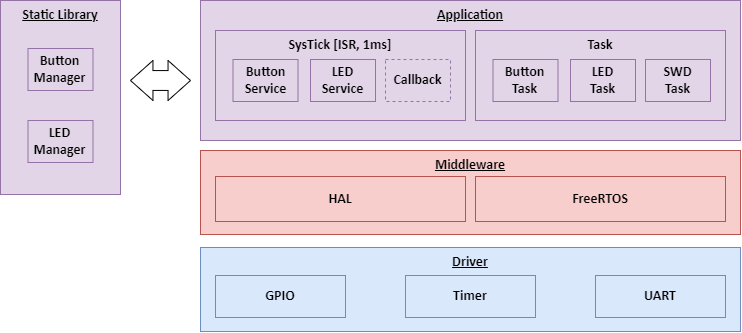 Static Library
Button
Manager
LED
Manager
Application
SysTick [ISR, 1ms]
Button
Service
LED
Service
Callback
Task
Button
Task
LED
Task
SWD
Task
Middleware
HAL
FreeRTOS
Driver
GPIO
Timer
UART